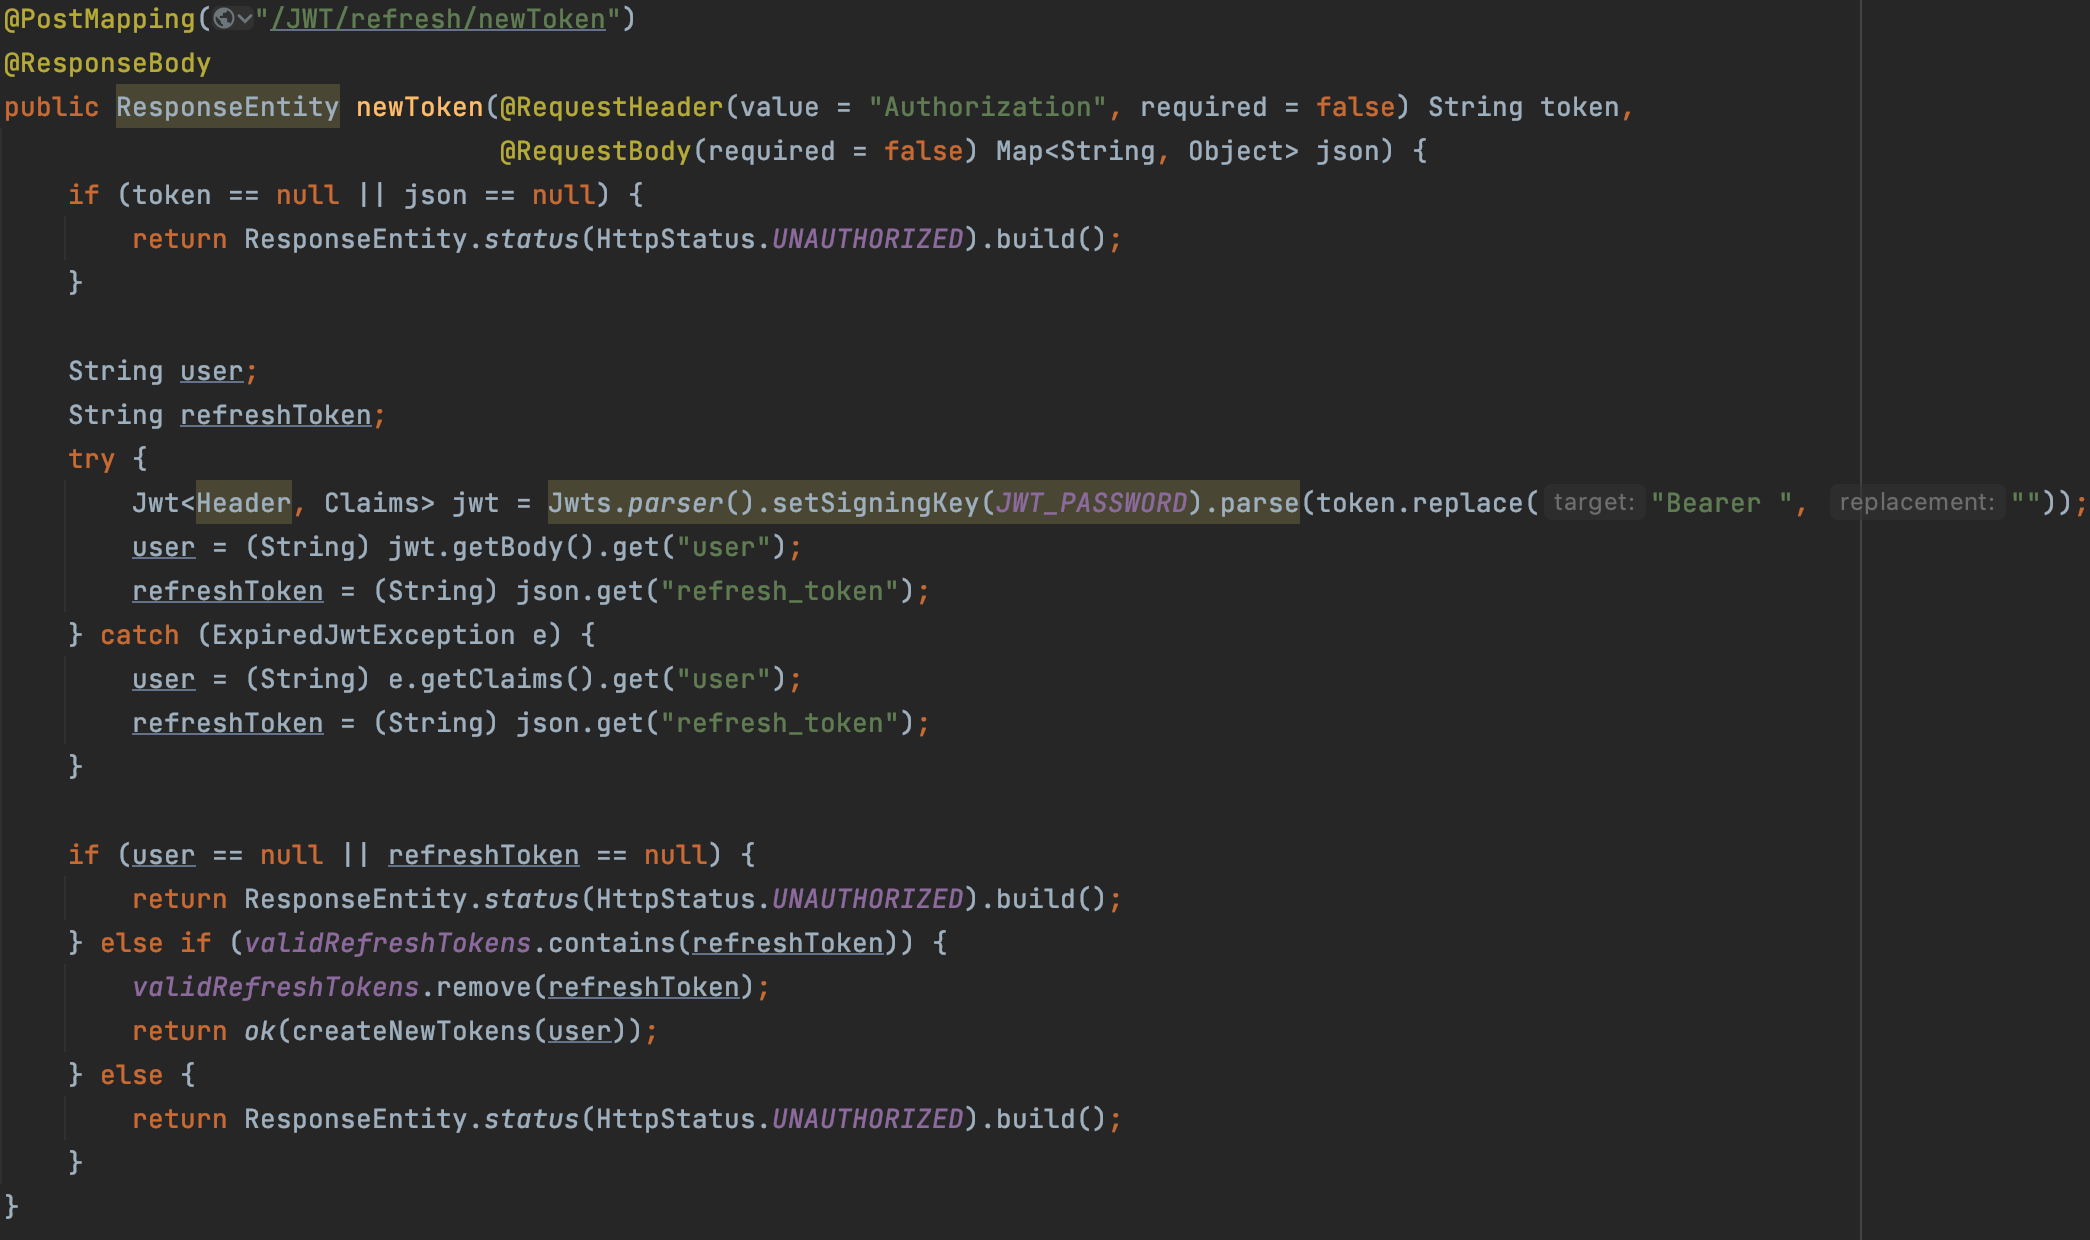 @PostMapping("/JWT/refresh/newToken")
@ResponseBody
public ResponseEntity newToken(@RequestHeader(value = "Authorization", required = false) String token,
                               @RequestBody(required = false) Map<String, Object> json) {
    if (token == null || json == null) {
        return ResponseEntity.status(HttpStatus.UNAUTHORIZED).build();
    }

    String user;
    String refreshToken;
    try {
        Jwt<Header, Claims> jwt = Jwts.parser().setSigningKey(JWT_PASSWORD).parse(token.replace( target: "Bearer ", replacement: ""));
        user = (String) jwt.getBody().get("user");
        refreshToken = (String) json.get("refresh_token");
    } catch (ExpiredJwtException e) {
        user = (String) e.getClaims().get("user");
        refreshToken = (String) json.get("refresh_token");
    }

    if (user == null || refreshToken == null) {
        return ResponseEntity.status(HttpStatus.UNAUTHORIZED).build();
    } else if (validRefreshTokens.contains(refreshToken)) {
        validRefreshTokens.remove(refreshToken);
        return ok(createNewTokens(user));
    } else {
        return ResponseEntity.status(HttpStatus.UNAUTHORIZED).build();
    }
}